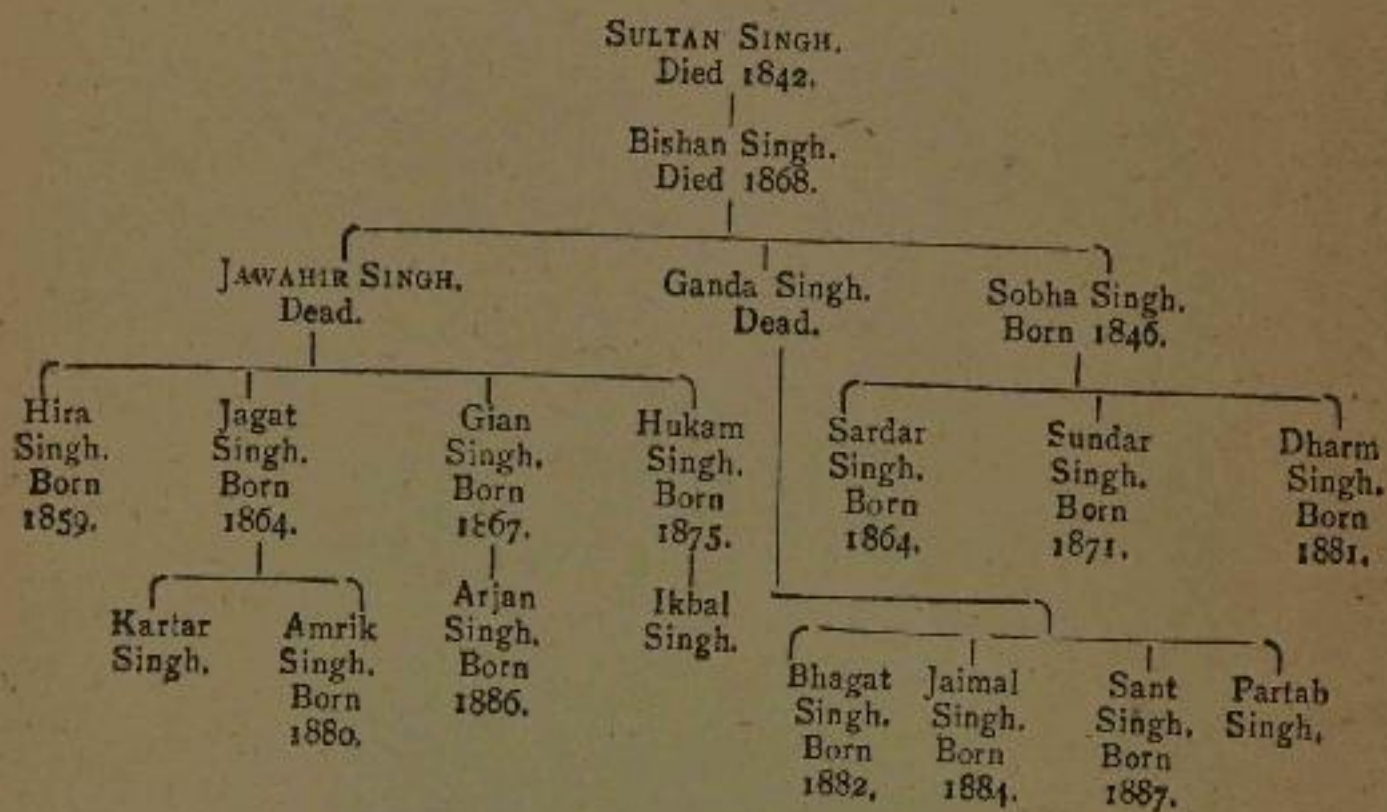 SULTAN SINGH.
Died 1842.
Bishan Singh.
Died 1868.
JAWAHIR SINGH.
Dead.
Ganda Singh.
Dead.
Sobha Singh.
Born 1846.
Hira
Singh.
Born
1859.
Jagat
Singh.
Born
1864.
Gian
Singh.
Born
1867.
Hukam
Singh.
Born
1875.
Sardar
Singh.
Born
1864.
Sundar
Singh.
Born
1871.
Dharm
Singh.
Born
1881.
Kartar
Singh.
Amrik
Singh.
Born
1880.
Arjan
Singh.
Born
1886.
Ikbal
Singh.
Bhagat
Singh.
Born
1882.
Jaimal
Singh.
Born
1884.
Sant
Singh.
Born
1887.
Partab
Singh.